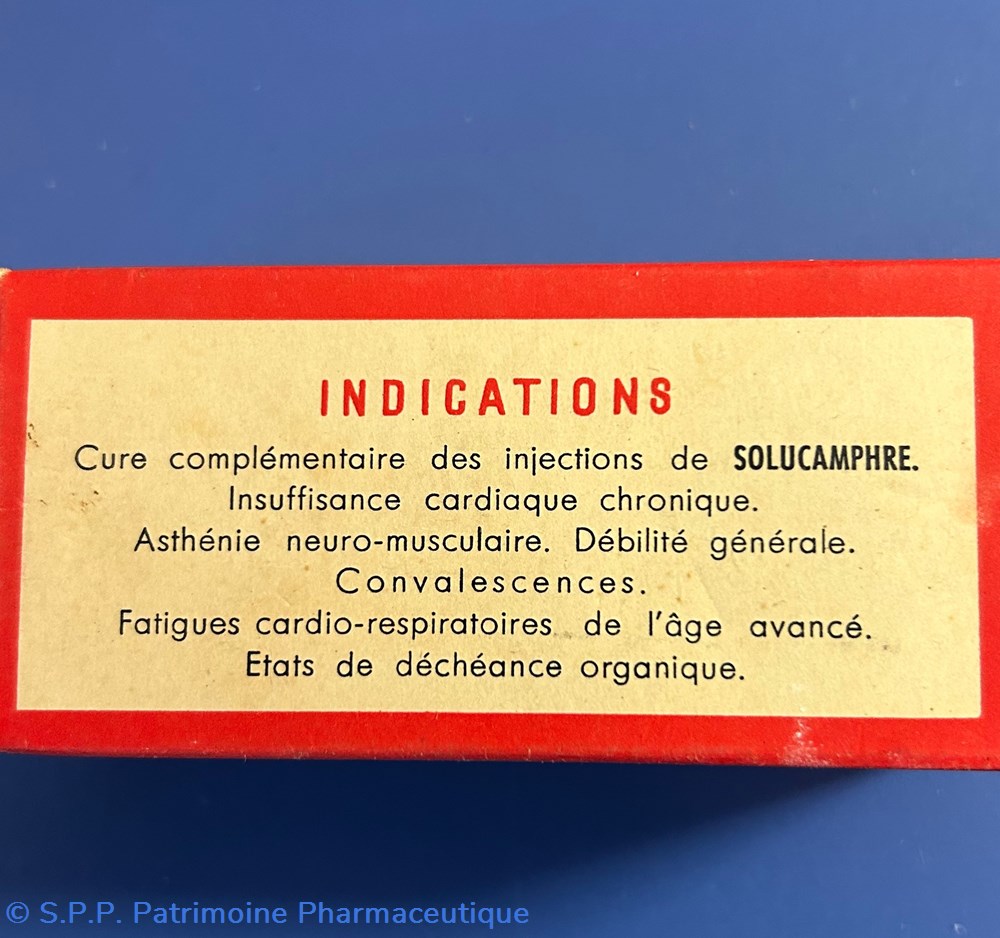 INDICATIONS
Cure complémentaire des injections de SOLUCAMPHRE.
Insuffisance cardiaque chronique.
Asthénie neuro-musculaire. Débilité générale.
Convalescences.
Fatigues cardio-respiratoires de l'âge avancé.
Etats de déchéance organique.
© S.P.P. Patrimoine Pharmaceutique